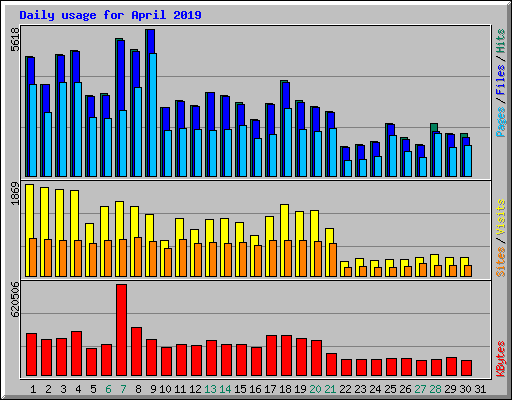 Daily usage for April 2019
5618
Pages / Files / Hits
1869
Sites / Visits
620506
KBytes
1 2 3 4 5 6 7 8 9 10 11 12 13 14 15 16 17 18 19 20 21 22 23 24 25 26 27 28 29 30 31